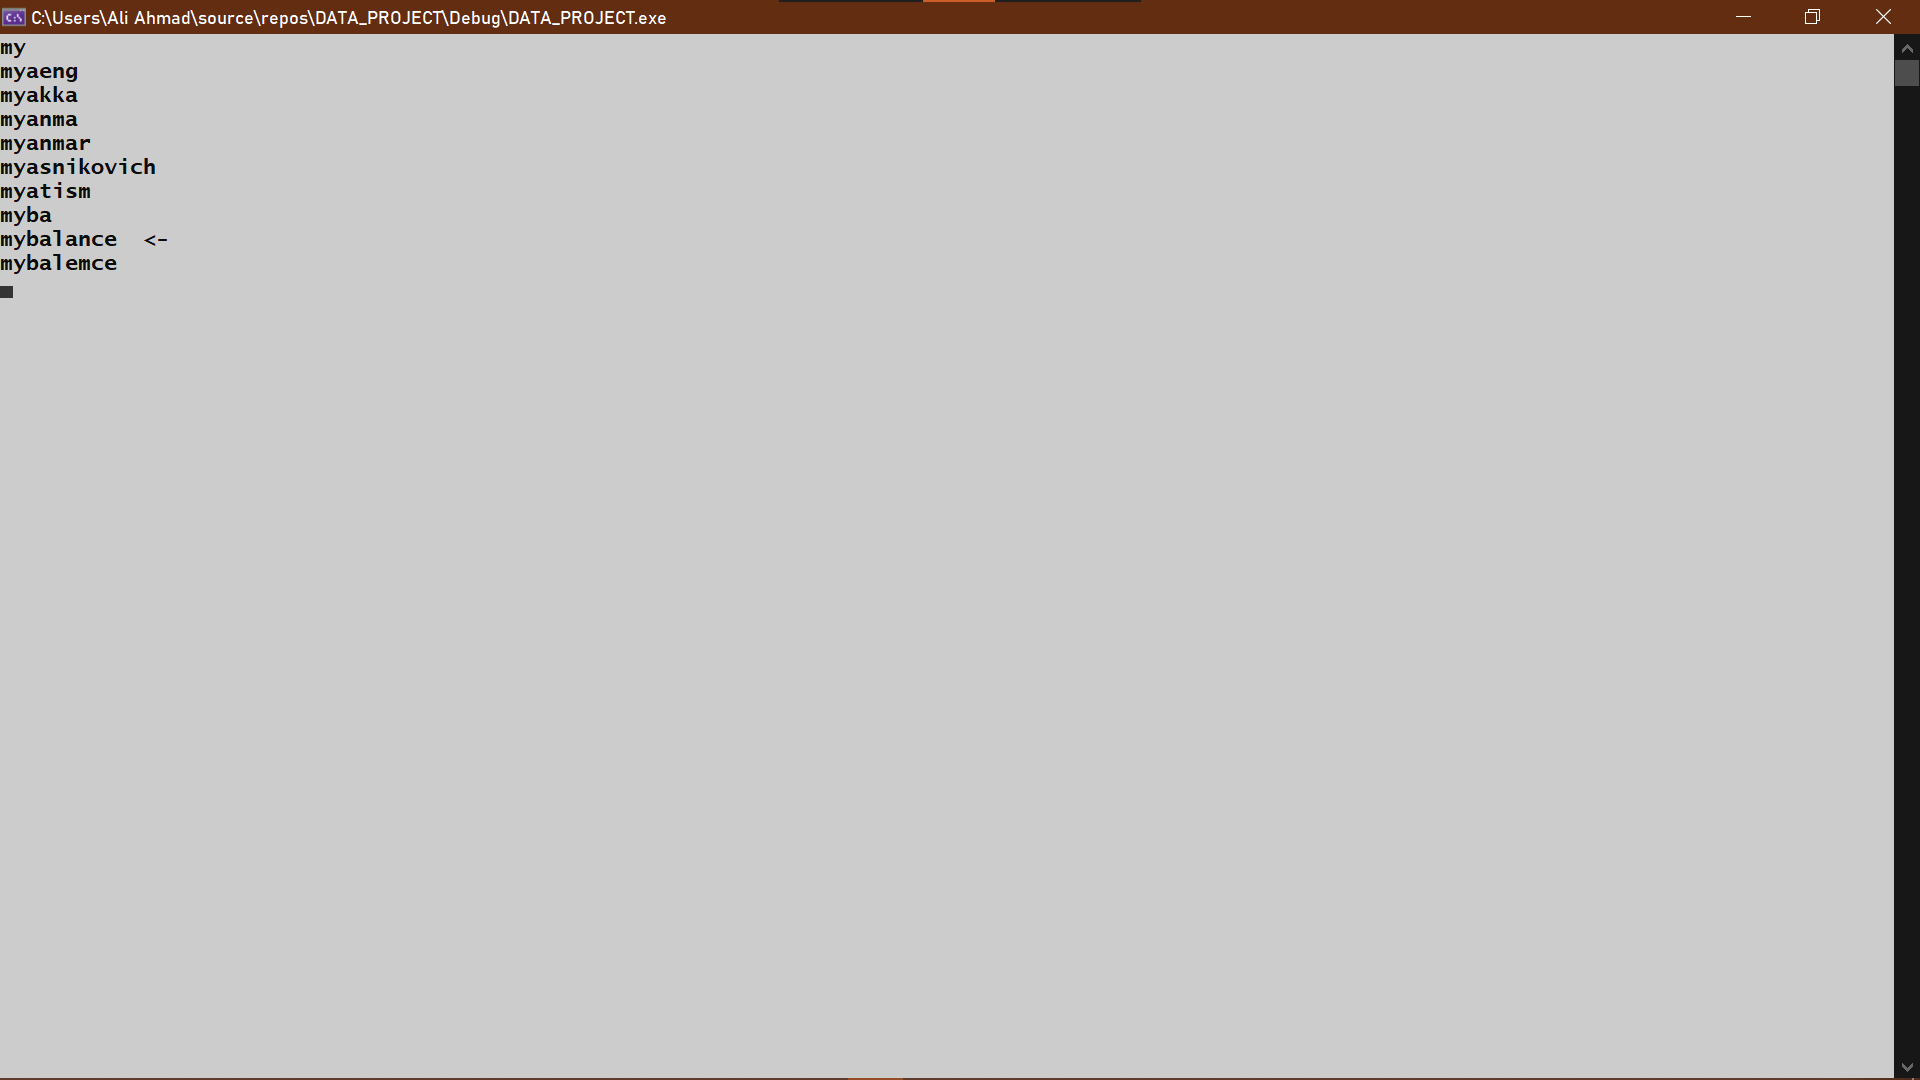 C:\Users\Ali Ahmad\source\repos\DATA_PROJECT\Debug\DATA_PROJECT.exe
my
myaeng
myakka
myanma
myanmar
myasnikovich
myatism
myba
mybalance  <-
mybalemce